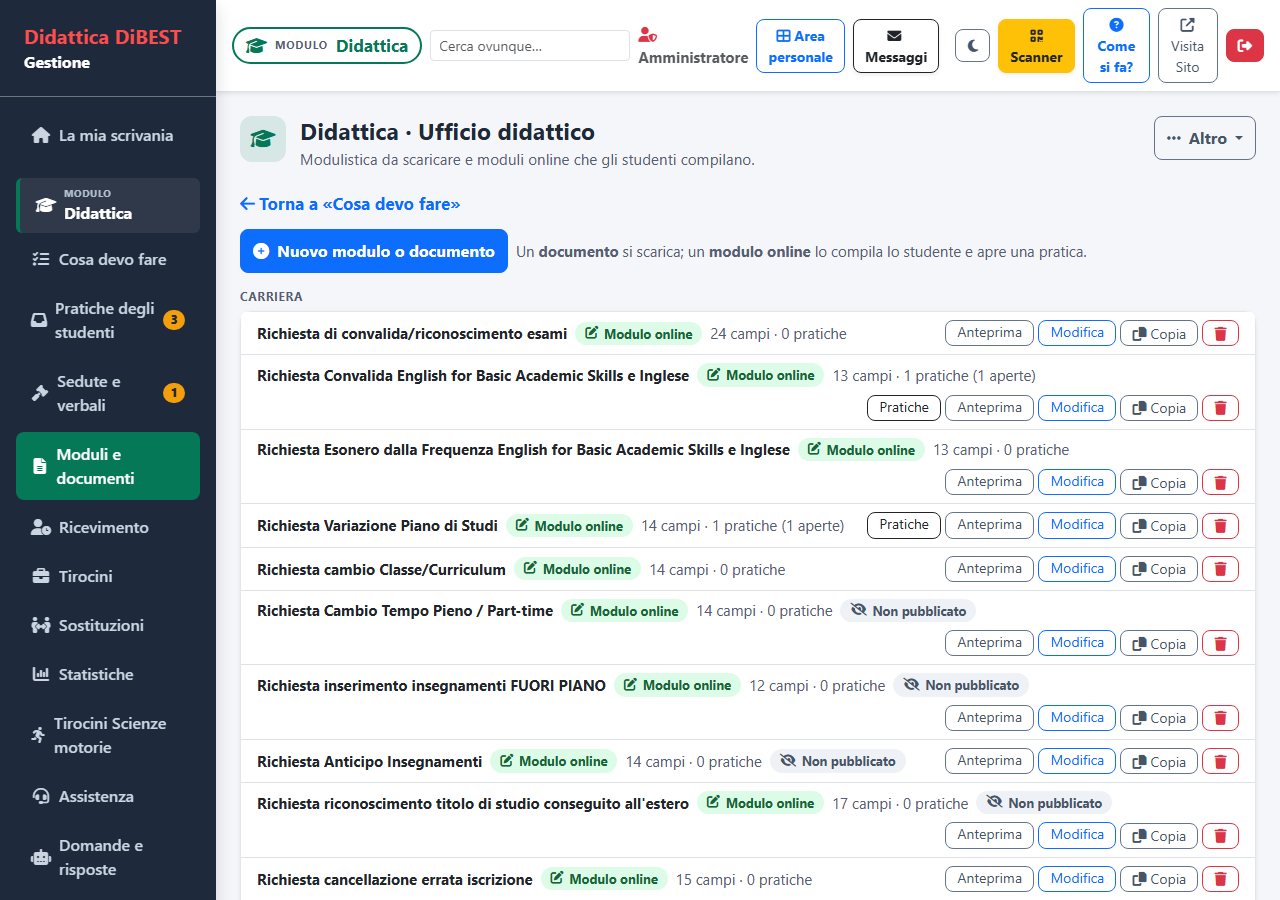 Didattica DiBEST
Gestione
MODULO Didattica
Cerca ovunque...
Amministratore
Area personale
Messaggi
Scanner
Come si fa?
Visita Sito
La mia scrivania
MODULO
Didattica
Cosa devo fare
Pratiche degli studenti 3
Sedute e verbali 1
Moduli e documenti
Ricevimento
Tirocini
Sostituzioni
Statistiche
Tirocini Scienze motorie
Assistenza
Domande e risposte
Didattica · Ufficio didattico
Modulistica da scaricare e moduli online che gli studenti compilano.
Altro
Torna a «Cosa devo fare»
Nuovo modulo o documento Un documento si scarica; un modulo online lo compila lo studente e apre una pratica.
CARRIERA
Richiesta di convalida/riconoscimento esami Modulo online 24 campi · 0 pratiche Anteprima Modifica Copia
Richiesta Convalida English for Basic Academic Skills e Inglese Modulo online 13 campi · 1 pratiche (1 aperte)
Pratiche Anteprima Modifica Copia
Richiesta Esonero dalla Frequenza English for Basic Academic Skills e Inglese Modulo online 13 campi · 0 pratiche
Anteprima Modifica Copia
Richiesta Variazione Piano di Studi Modulo online 14 campi · 1 pratiche (1 aperte) Pratiche Anteprima Modifica Copia
Richiesta cambio Classe/Curriculum Modulo online 14 campi · 0 pratiche Anteprima Modifica Copia
Richiesta Cambio Tempo Pieno / Part-time Modulo online 14 campi · 0 pratiche Non pubblicato
Anteprima Modifica Copia
Richiesta inserimento insegnamenti FUORI PIANO Modulo online 12 campi · 0 pratiche Non pubblicato
Anteprima Modifica Copia
Richiesta Anticipo Insegnamenti Modulo online 14 campi · 0 pratiche Non pubblicato Anteprima Modifica Copia
Richiesta riconoscimento titolo di studio conseguito all'estero Modulo online 17 campi · 0 pratiche Non pubblicato
Anteprima Modifica Copia
Richiesta cancellazione errata iscrizione Modulo online 15 campi · 0 pratiche Anteprima Modifica Copia